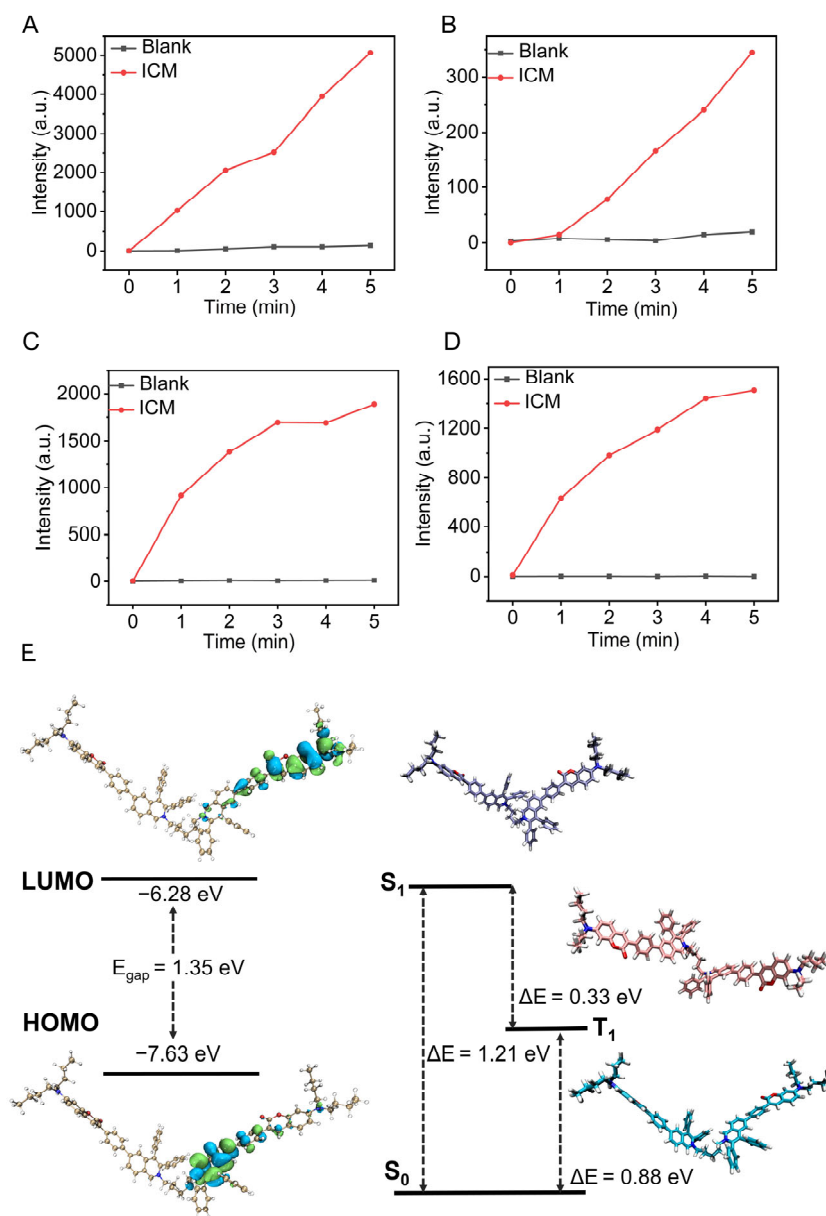 A
Blank
ICM
5000
4000
3000
2000
1000
0
Intensity (a.u.)
0 1 2 3 4 5
Time (min)
B
Blank
ICM
300
200
100
0
Intensity (a.u.)
0 1 2 3 4 5
Time (min)
C
Blank
ICM
2000
1500
1000
500
0
Intensity (a.u.)
0 1 2 3 4 5
Time (min)
D
Blank
ICM
1600
1200
800
400
0
Intensity (a.u.)
0 1 2 3 4 5
Time (min)
E
LUMO
−6.28 eV
E_gap = 1.35 eV
HOMO
−7.63 eV
S₁
ΔE = 0.33 eV
T₁
ΔE = 1.21 eV
ΔE = 0.88 eV
S₀